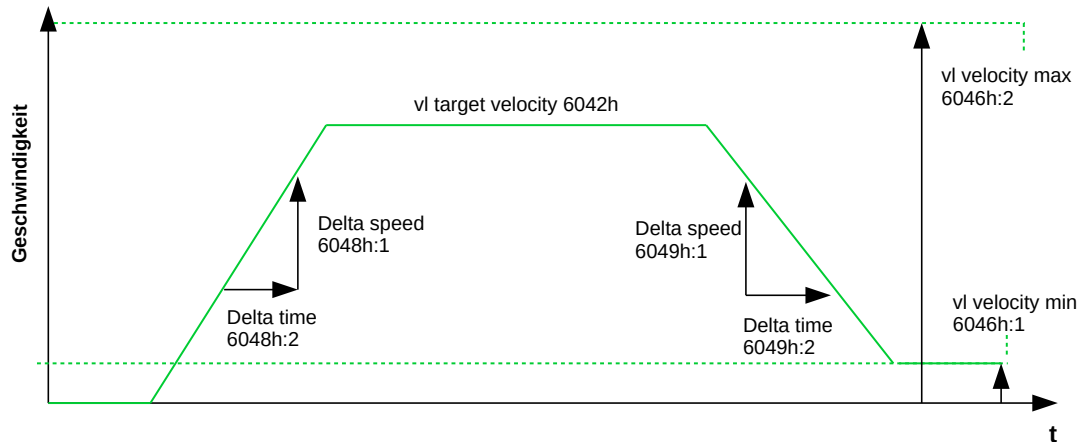 vl velocity max
6046h:2
vl target velocity 6042h
Geschwindigkeit
Delta speed
6048h:1
Delta speed
6049h:1
Delta time
6048h:2
Delta time
6049h:2
vl velocity min
6046h:1
t